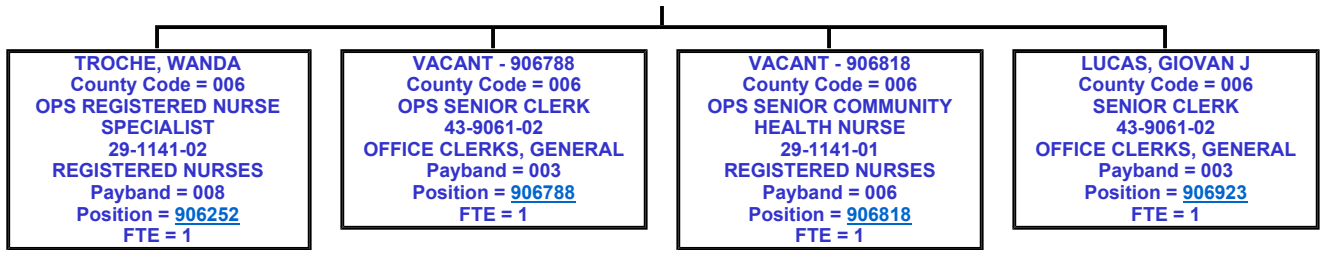 TROCHE, WANDA
County Code = 006
OPS REGISTERED NURSE
SPECIALIST
29-1141-02
REGISTERED NURSES
Payband = 008
Position = 906252
FTE = 1
VACANT - 906788
County Code = 006
OPS SENIOR CLERK
43-9061-02
OFFICE CLERKS, GENERAL
Payband = 003
Position = 906788
FTE = 1
VACANT - 906818
County Code = 006
OPS SENIOR COMMUNITY
HEALTH NURSE
29-1141-01
REGISTERED NURSES
Payband = 006
Position = 906818
FTE = 1
LUCAS, GIOVAN J
County Code = 006
SENIOR CLERK
43-9061-02
OFFICE CLERKS, GENERAL
Payband = 003
Position = 906923
FTE = 1